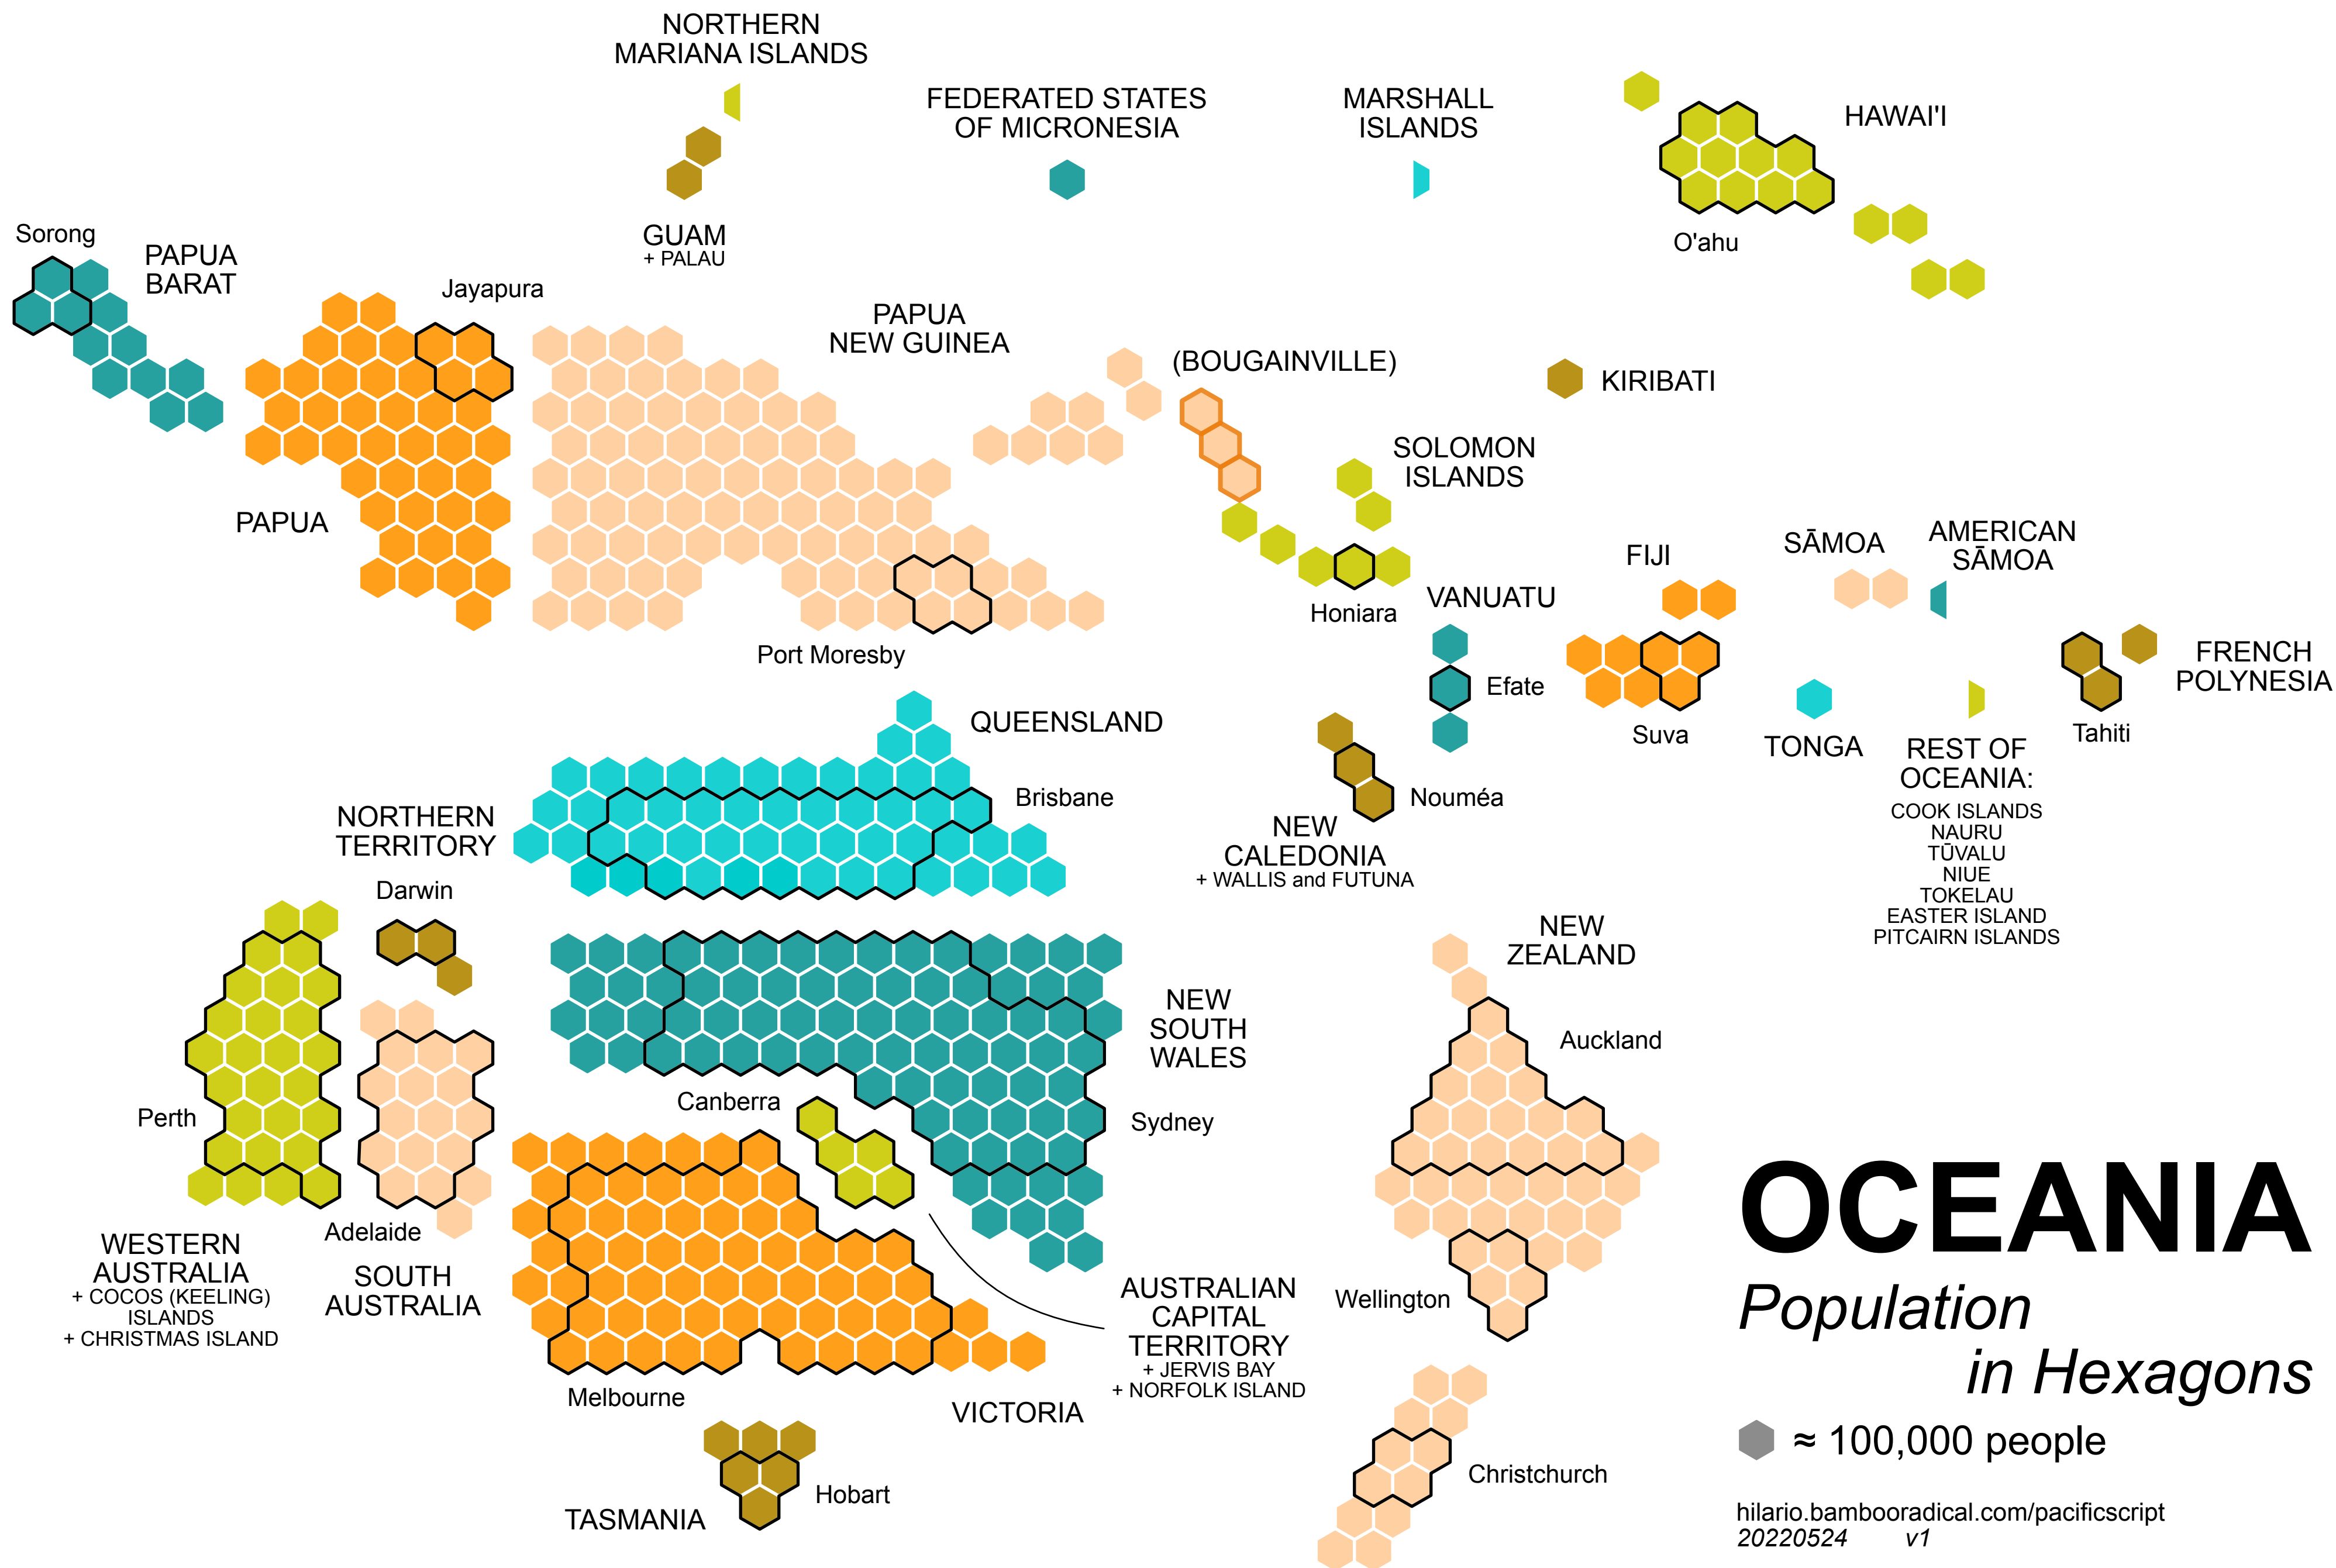 NORTHERN
MARIANA ISLANDS
FEDERATED STATES
OF MICRONESIA
MARSHALL
ISLANDS
HAWAI'I
O'ahu
GUAM
+ PALAU
Sorong
PAPUA
BARAT
Jayapura
PAPUA
NEW GUINEA
(BOUGAINVILLE)
KIRIBATI
SOLOMON
ISLANDS
PAPUA
Honiara
Port Moresby
VANUATU
Efate
FIJI
Suva
SĀMOA
AMERICAN
SĀMOA
TONGA
FRENCH
POLYNESIA
Tahiti
REST OF
OCEANIA:
COOK ISLANDS
NAURU
TŪVALU
NIUE
TOKELAU
EASTER ISLAND
PITCAIRN ISLANDS
QUEENSLAND
Brisbane
Nouméa
NEW
CALEDONIA
+ WALLIS and FUTUNA
NORTHERN
TERRITORY
Darwin
NEW
SOUTH
WALES
Sydney
Canberra
NEW
ZEALAND
Auckland
Wellington
Christchurch
Perth
WESTERN
AUSTRALIA
+ COCOS (KEELING)
ISLANDS
+ CHRISTMAS ISLAND
Adelaide
SOUTH
AUSTRALIA
AUSTRALIAN
CAPITAL
TERRITORY
+ JERVIS BAY
+ NORFOLK ISLAND
Melbourne
VICTORIA
TASMANIA
Hobart
OCEANIA
Population
in Hexagons
≈ 100,000 people
hilario.bambooradical.com/pacificscript
20220524 v1